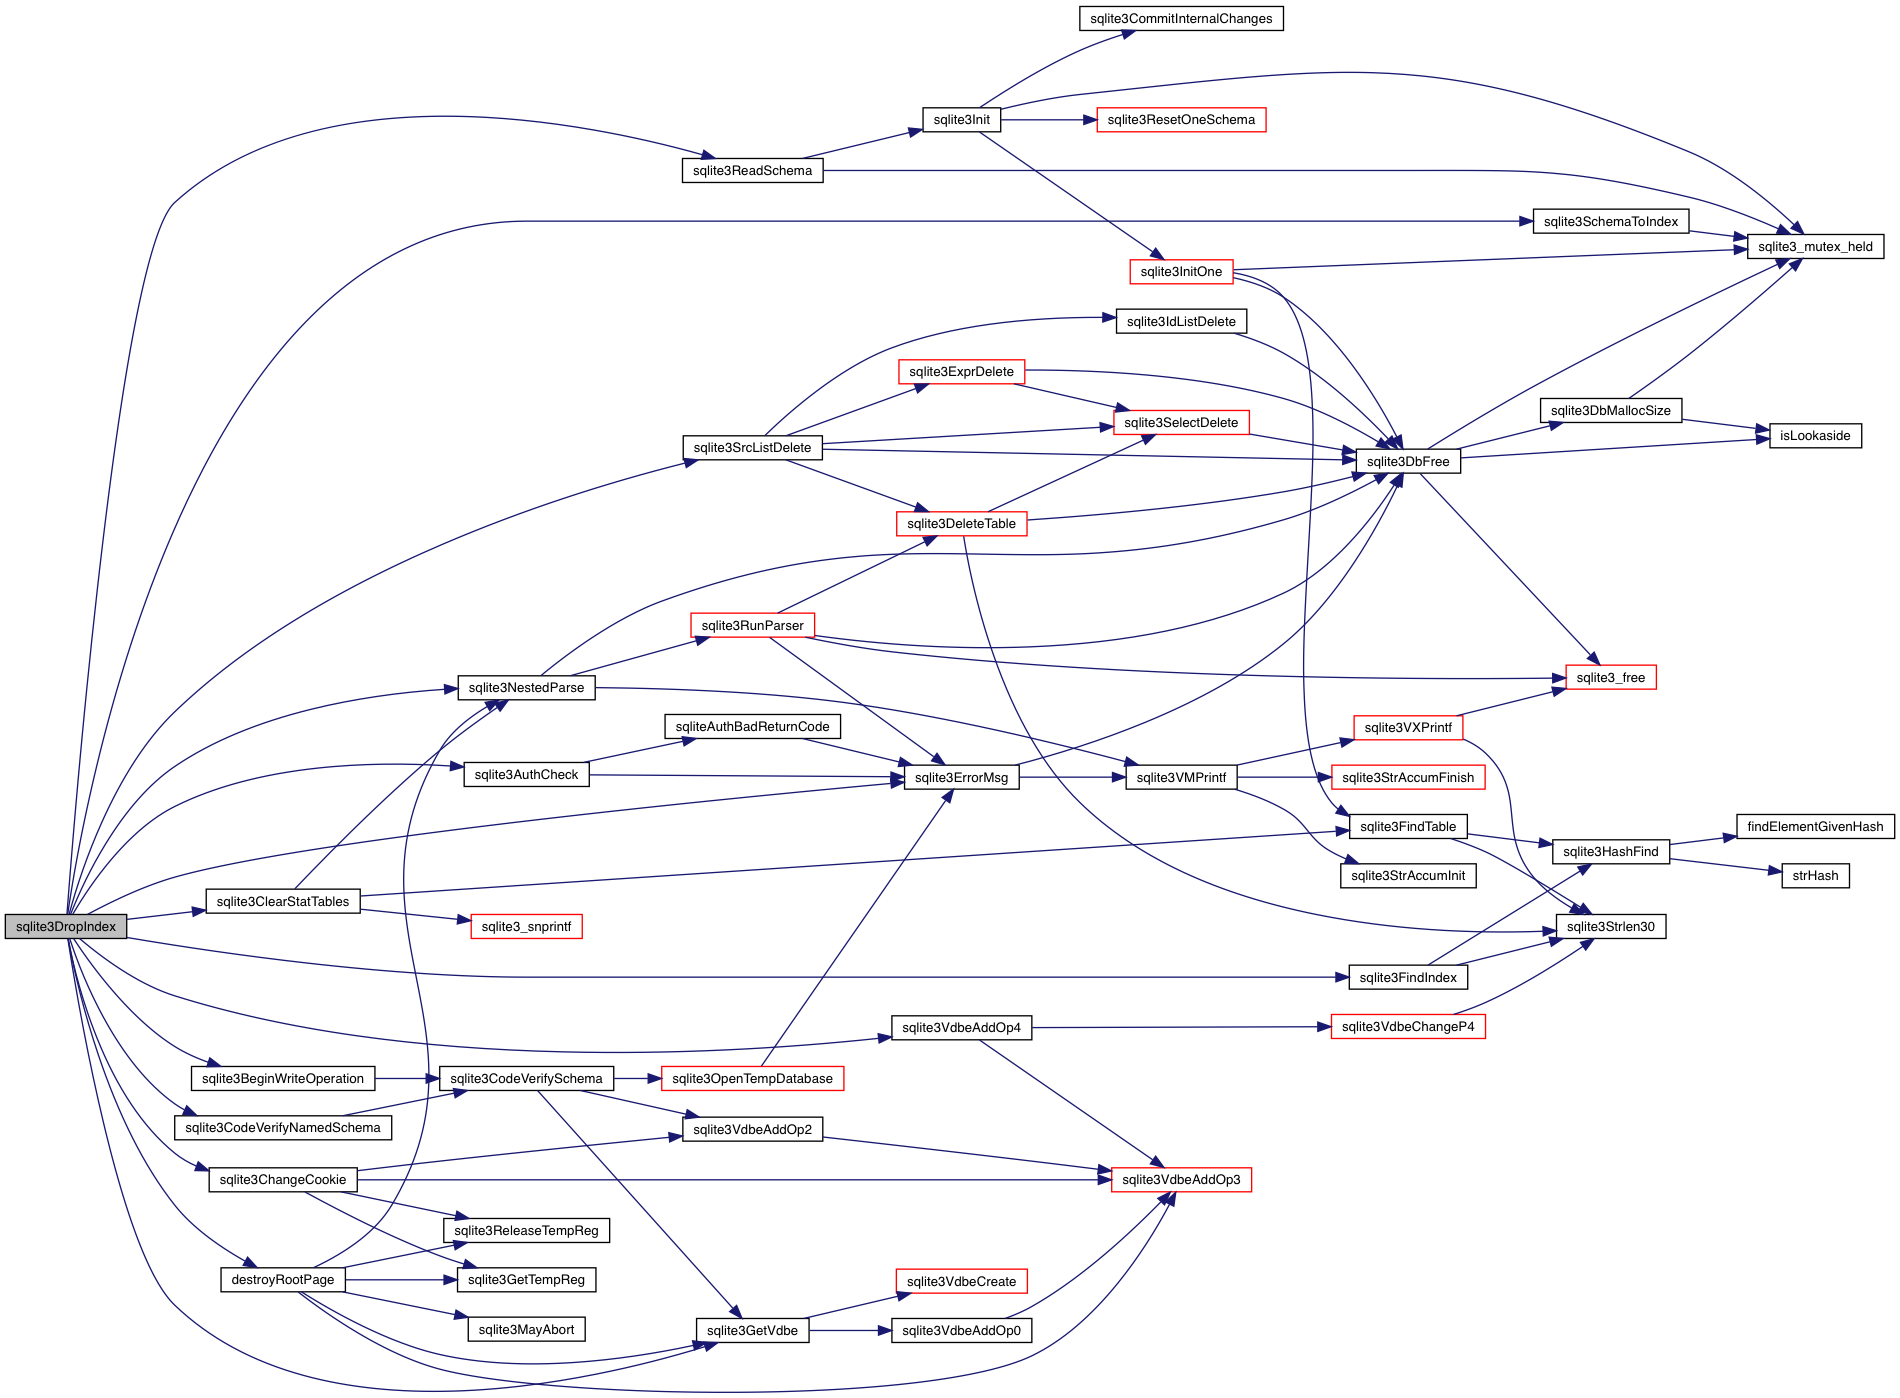 sqlite3CommitInternalChanges
sqlite3Init
sqlite3ResetOneSchema
sqlite3ReadSchema
sqlite3SchemaToIndex
sqlite3_mutex_held
sqlite3InitOne
sqlite3IdListDelete
sqlite3ExprDelete
sqlite3DbMallocSize
sqlite3SelectDelete
isLookaside
sqlite3SrcListDelete
sqlite3DbFree
sqlite3DeleteTable
sqlite3RunParser
sqlite3_free
sqlite3NestedParse
sqliteAuthBadReturnCode
sqlite3VXPrintf
sqlite3AuthCheck
sqlite3ErrorMsg
sqlite3VMPrintf
sqlite3StrAccumFinish
sqlite3FindTable
findElementGivenHash
sqlite3HashFind
sqlite3StrAccumInit
strHash
sqlite3ClearStatTables
sqlite3DropIndex
sqlite3_snprintf
sqlite3Strlen30
sqlite3FindIndex
sqlite3VdbeAddOp4
sqlite3VdbeChangeP4
sqlite3BeginWriteOperation
sqlite3CodeVerifySchema
sqlite3OpenTempDatabase
sqlite3CodeVerifyNamedSchema
sqlite3VdbeAddOp2
sqlite3ChangeCookie
sqlite3VdbeAddOp3
sqlite3ReleaseTempReg
destroyRootPage
sqlite3GetTempReg
sqlite3VdbeCreate
sqlite3MayAbort
sqlite3GetVdbe
sqlite3VdbeAddOp0